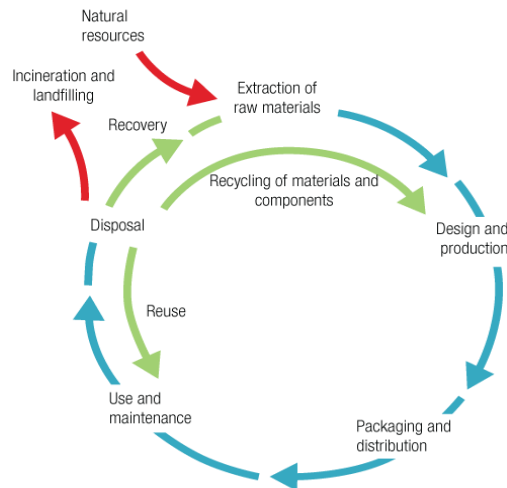 Natural
resources
Incineration and
landfilling
Extraction of
raw materials
Recovery
Recycling of materials and
components
Disposal
Design and
production
Reuse
Use and
maintenance
Packaging and
distribution